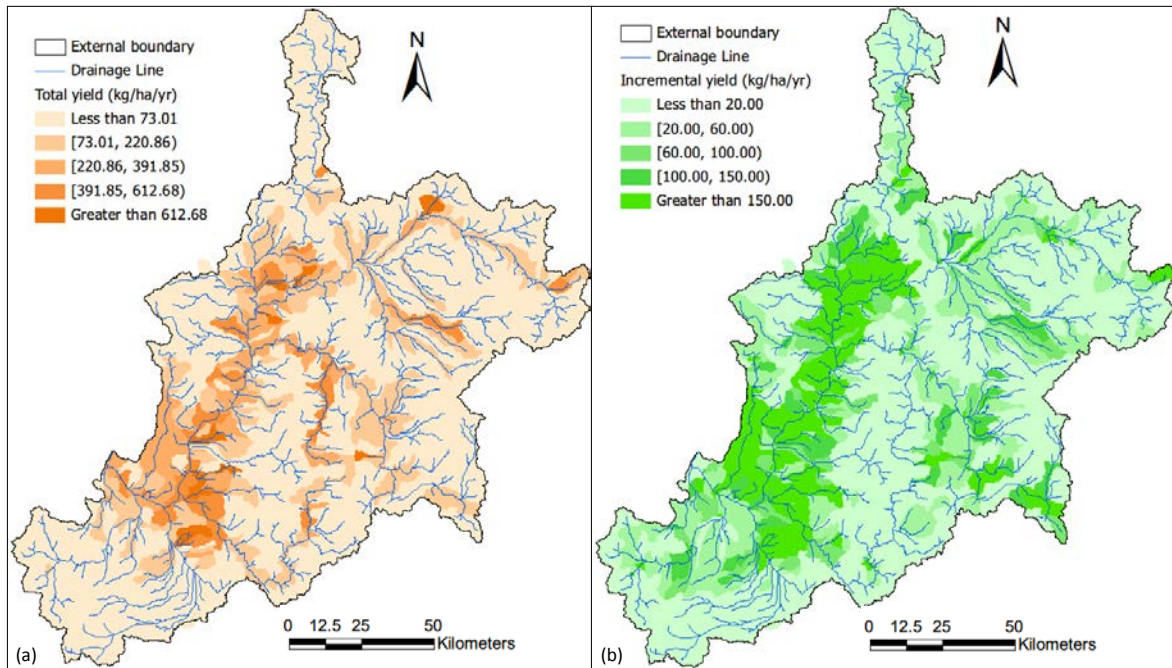 External boundary
Drainage Line
Total yield (kg/ha/yr)
Less than 73.01
[73.01, 220.86)
[220.86, 391.85)
[391.85, 612.68)
Greater than 612.68
N
0 12.5 25 50
Kilometers
(a)
External boundary
Drainage Line
Incremental yield (kg/ha/yr)
Less than 20.00
[20.00, 60.00)
[60.00, 100.00)
[100.00, 150.00)
Greater than 150.00
N
0 12.5 25 50
Kilometers
(b)